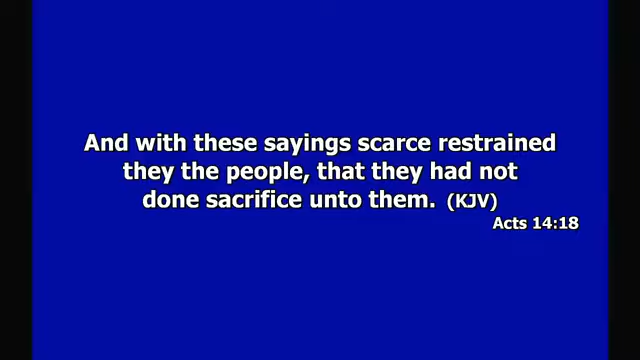 And with these sayings scarce restrained
they the people, that they had not
done sacrifice unto them. (KJV)
Acts 14:18